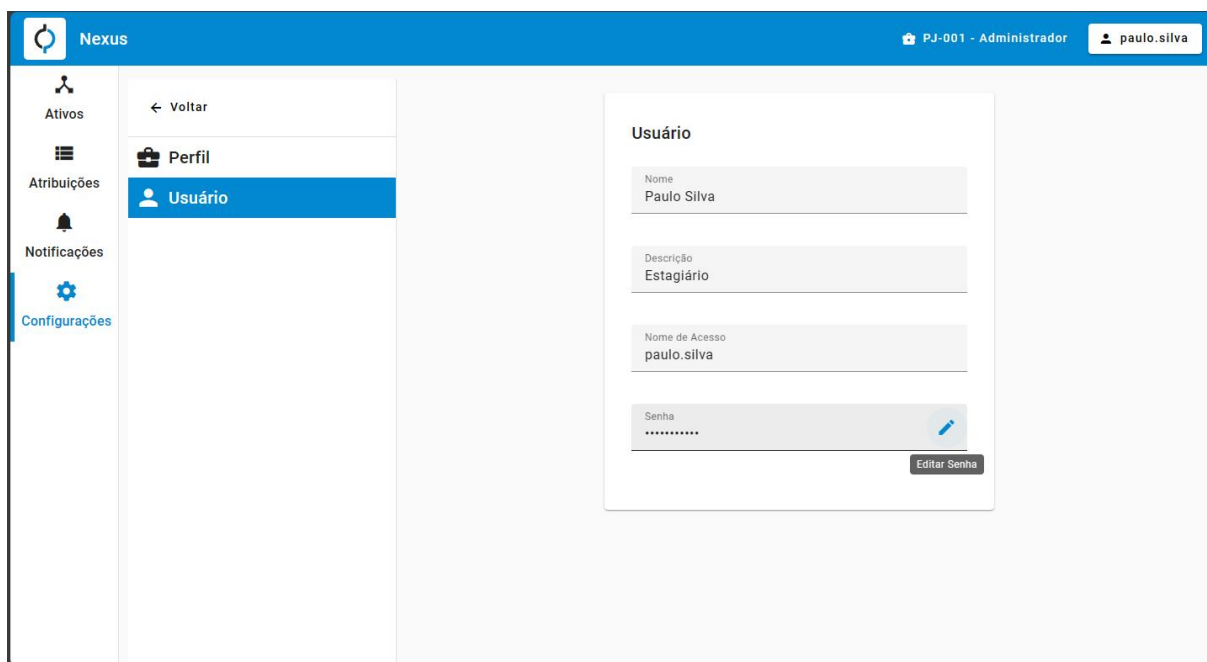 Nexus
PJ-001 - Administrador
paulo.silva
Ativos
Atribuições
Notificações
Configurações
Voltar
Perfil
Usuário
Usuário
Nome
Paulo Silva
Descrição
Estagiário
Nome de Acesso
paulo.silva
Senha
•••••••••••
Editar Senha